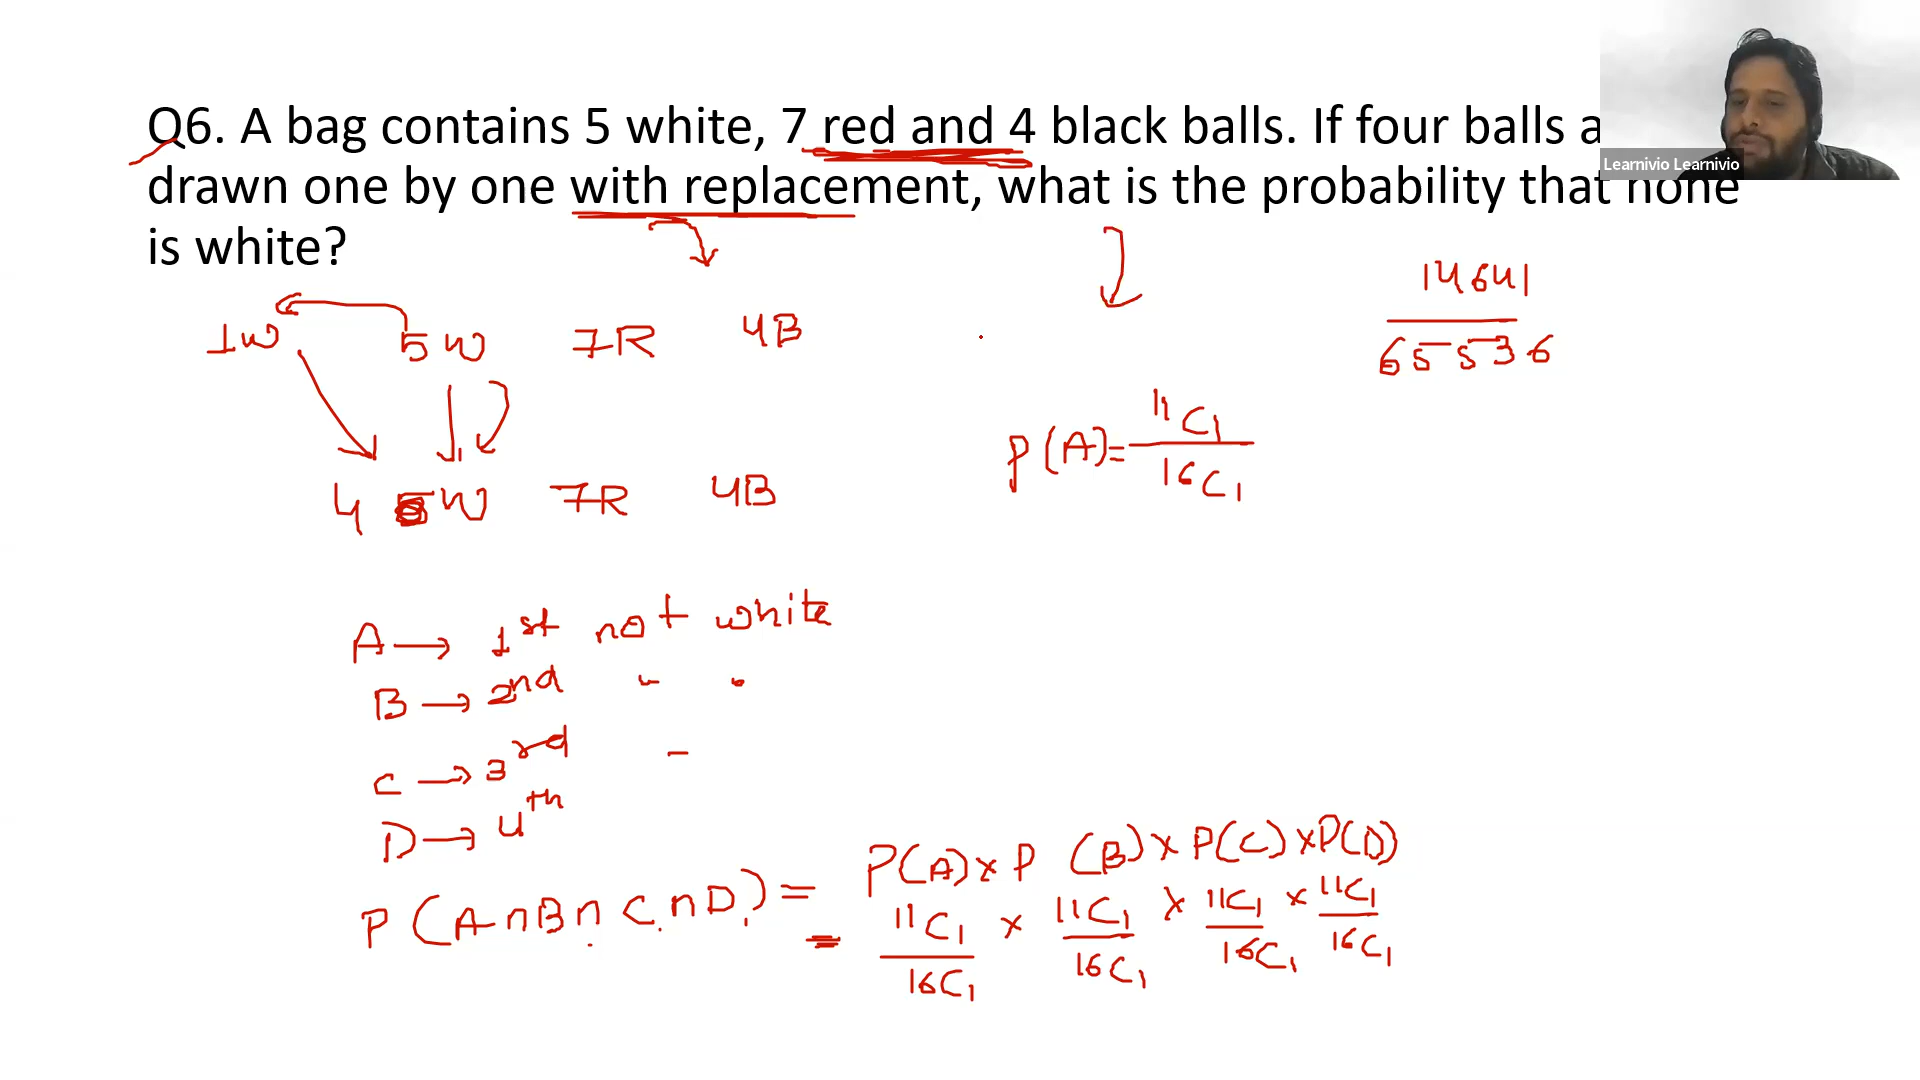 Q6. A bag contains 5 white, 7 red and 4 black balls. If four balls a
Learnivio Learnivio
drawn one by one with replacement, what is the probability that none
is white?
14641
65536
1W 5W 7R 4B
P(A) = 11C1
16C1
4 W 7R 4B
A → 1st not white
B → 2nd " "
C → 3rd "
D → 4th
P(A) x P (B) x P(C) x P(D)
P (A ∩ B ∩ C ∩ D) =
= 11C1 x 11C1 x 11C1 x 11C1
16C1 16C1 16C1 16C1